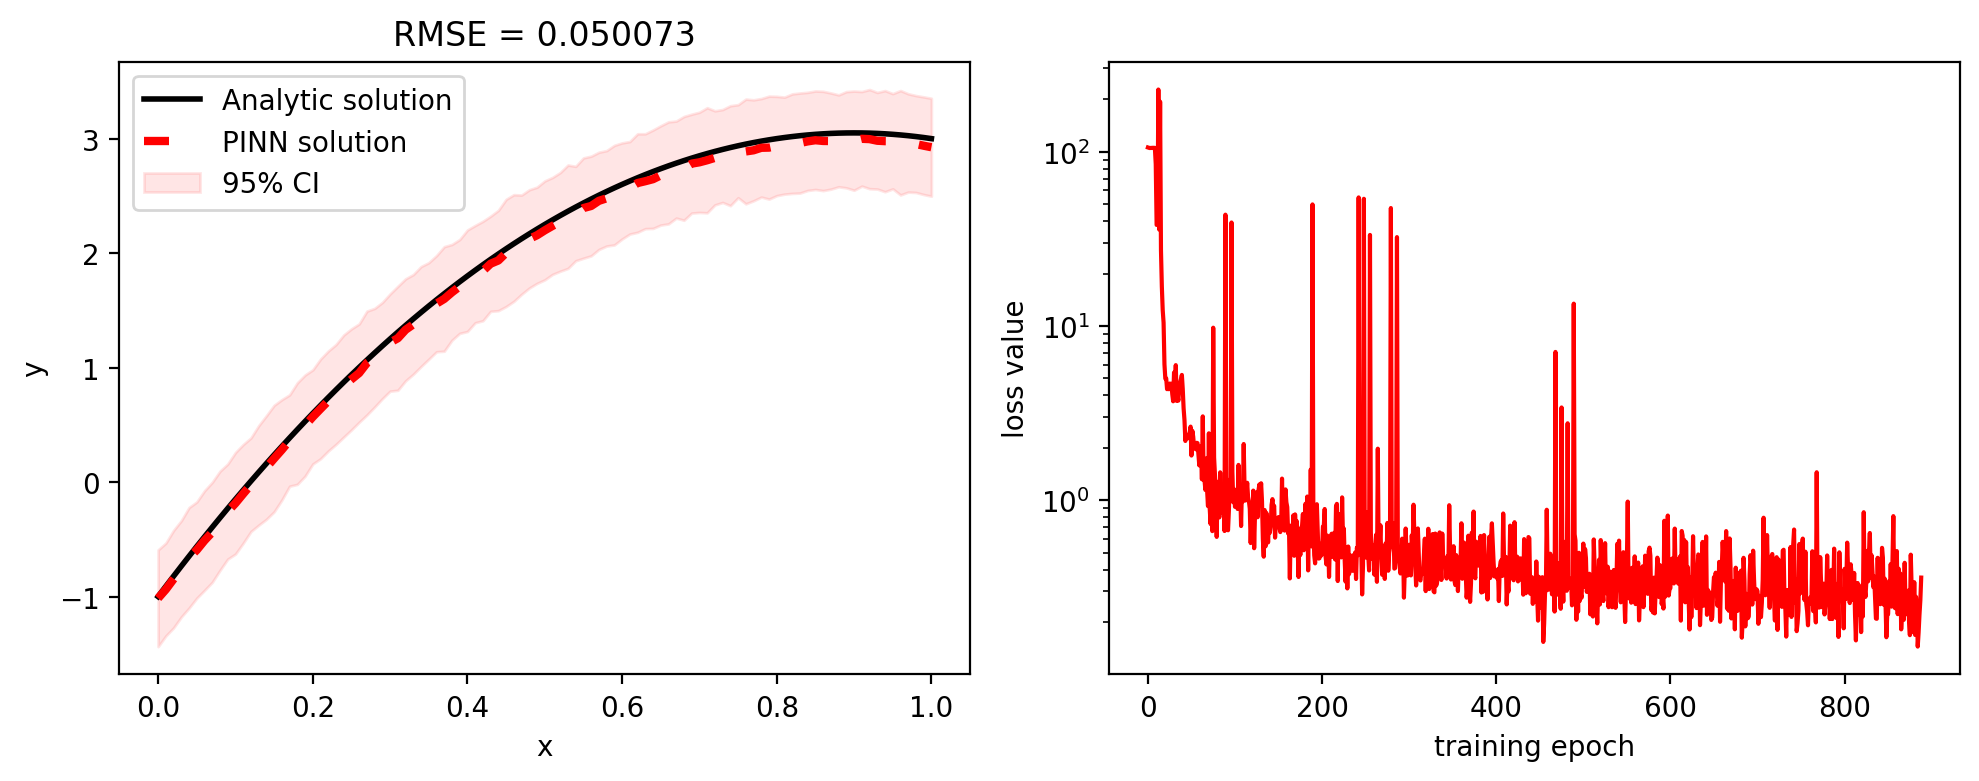 RMSE = 0.050073
Analytic solution
PINN solution
95% CI
3
2
1
0
−1
y
0.0 0.2 0.4 0.6 0.8 1.0
x
10²
10¹
10⁰
loss value
0 200 400 600 800
training epoch